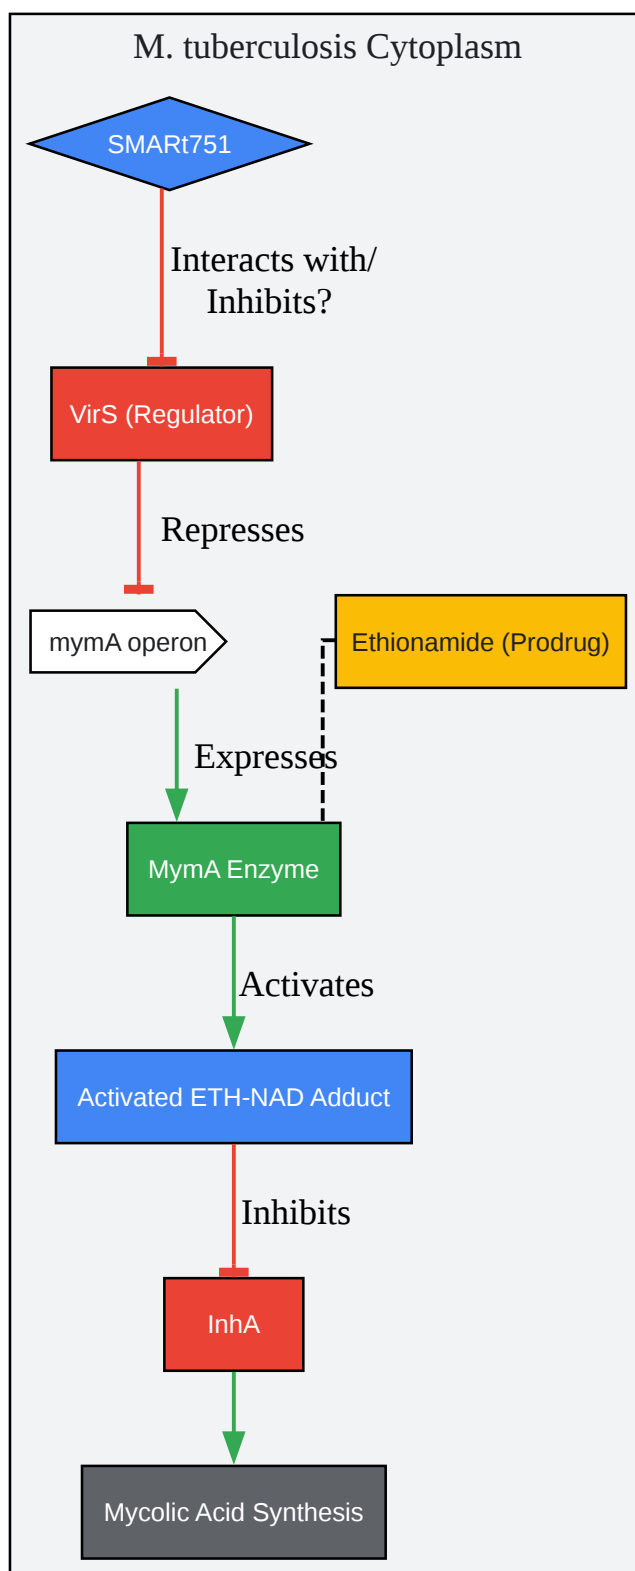 M. tuberculosis Cytoplasm
SMARt751
Interacts with/
Inhibits?
VirS (Regulator)
Represses
mymA operon
Ethionamide (Prodrug)
Expresses
MymA Enzyme
Activates
Activated ETH-NAD Adduct
Inhibits
InhA
Mycolic Acid Synthesis